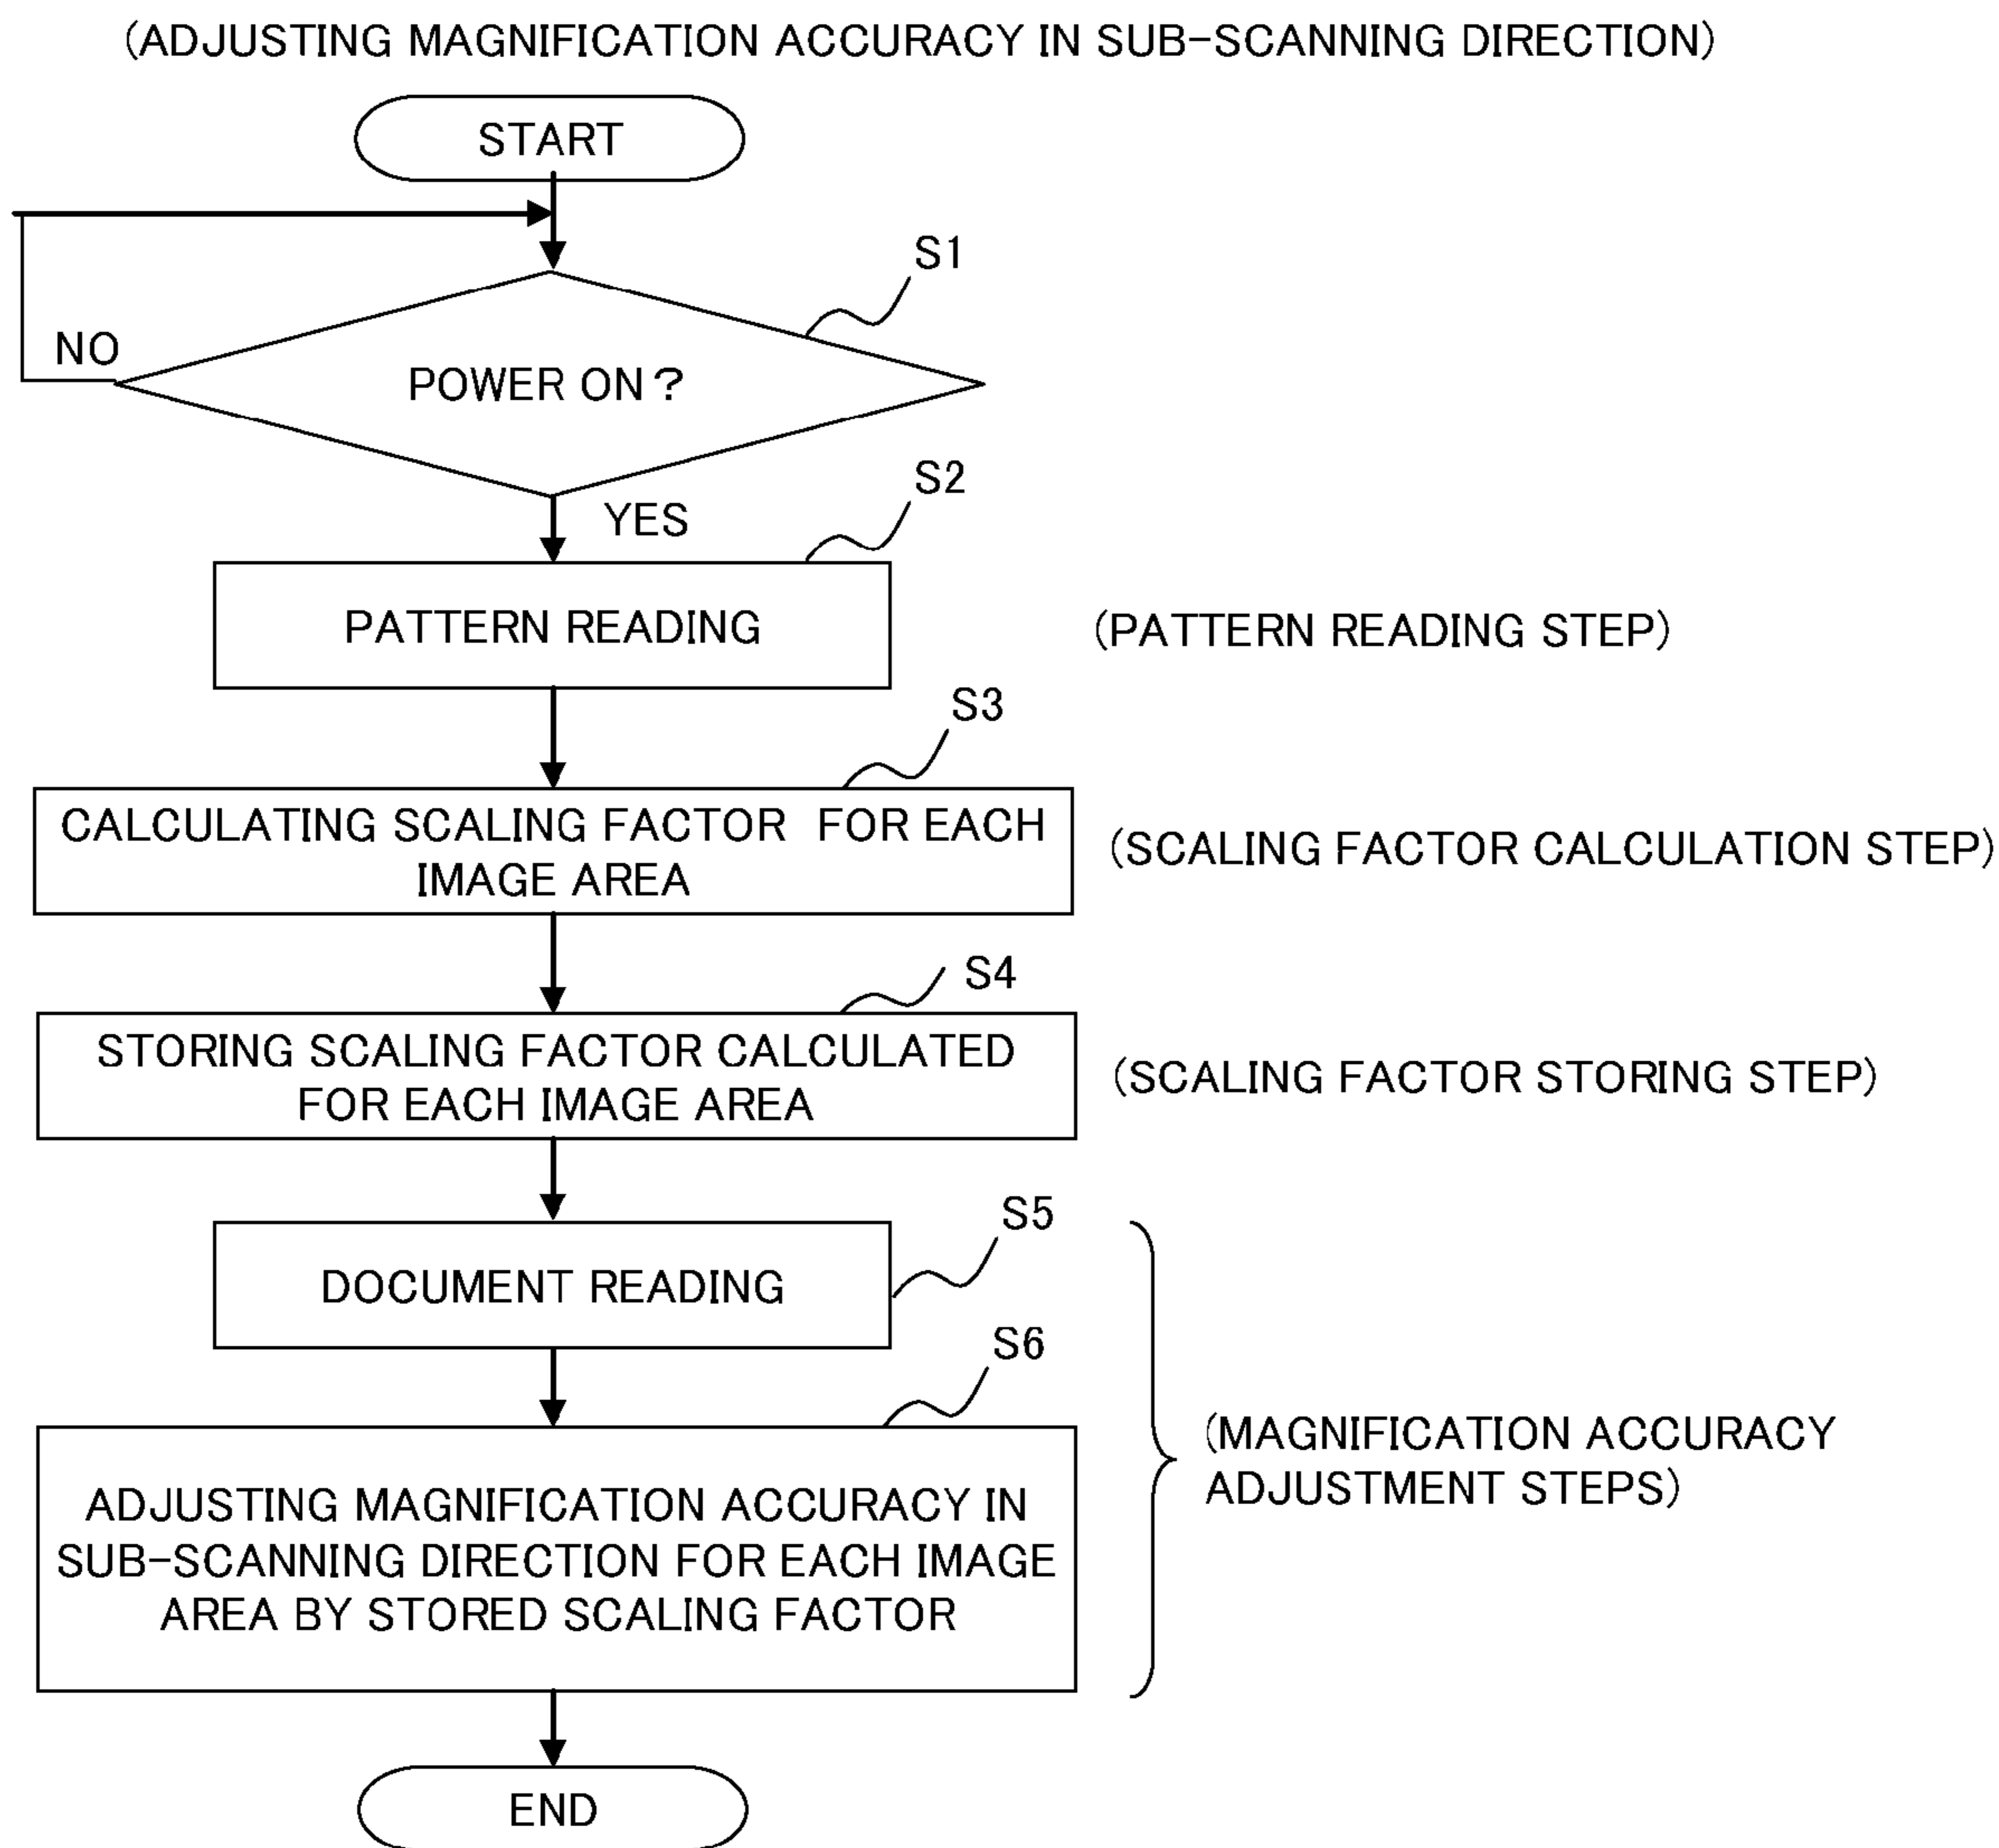 (ADJUSTING MAGNIFICATION ACCURACY IN SUB-SCANNING DIRECTION)
START
S1
NO
POWER ON?
S2
YES
PATTERN READING
(PATTERN READING STEP)
S3
CALCULATING SCALING FACTOR FOR EACH
IMAGE AREA
(SCALING FACTOR CALCULATION STEP)
S4
STORING SCALING FACTOR CALCULATED
FOR EACH IMAGE AREA
(SCALING FACTOR STORING STEP)
S5
DOCUMENT READING
S6
ADJUSTING MAGNIFICATION ACCURACY IN
SUB-SCANNING DIRECTION FOR EACH IMAGE
AREA BY STORED SCALING FACTOR
(MAGNIFICATION ACCURACY
ADJUSTMENT STEPS)
END